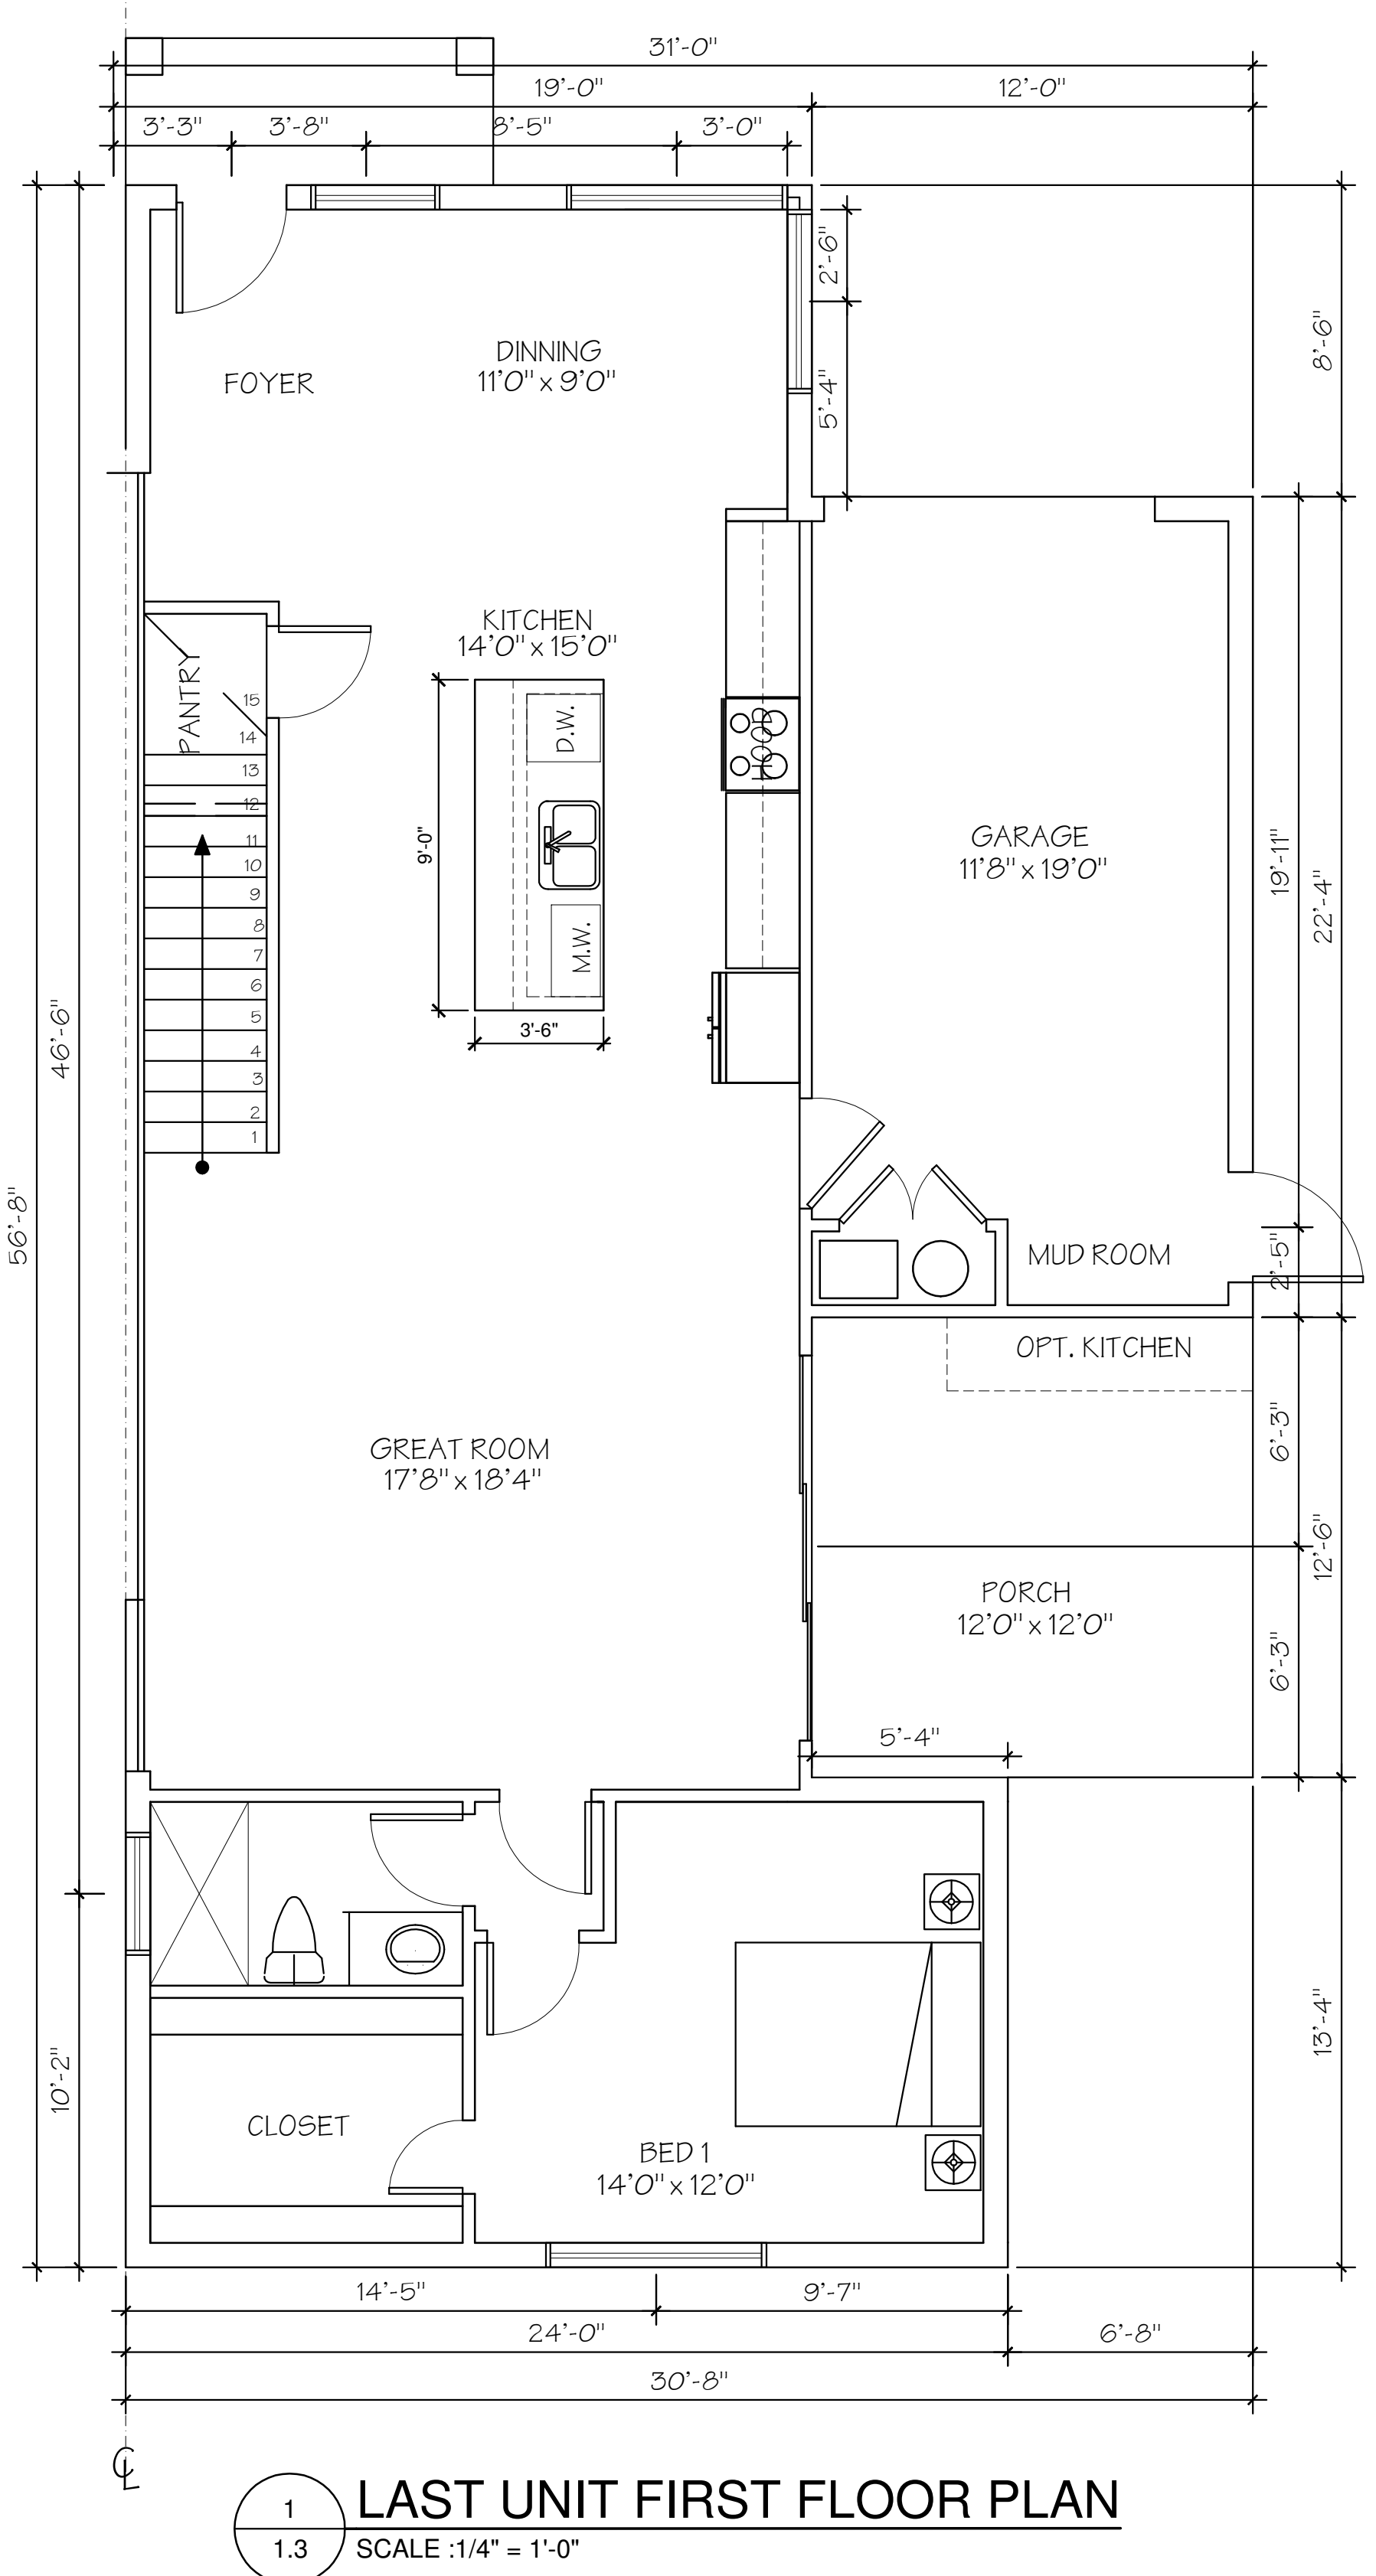 31'-0"
19'-0"
12'-0"
3'-3"
3'-8"
8'-5"
3'-0"
2'-6"
5'-4"
8'-6"
DINNING
11'0" x 9'0"
FOYER
KITCHEN
14'0" x 15'0"
PANTRY
15
14
13
12
11
10
9
8
7
6
5
4
3
2
1
D.W.
HOOD
9'-0"
M.W.
3'-6"
GARAGE
11'8" x 19'0"
19'-11"
22'-4"
46'-6"
56'-8"
MUD ROOM
2'-5"
OPT. KITCHEN
6'-3"
GREAT ROOM
17'8" x 18'4"
12'-6"
PORCH
12'0" x 12'0"
6'-3"
5'-4"
13'-4"
10'-2"
CLOSET
BED 1
14'0" x 12'0"
14'-5"
9'-7"
24'-0"
6'-8"
30'-8"
CL
1
1.3
LAST UNIT FIRST FLOOR PLAN
SCALE :1/4" = 1'-0"